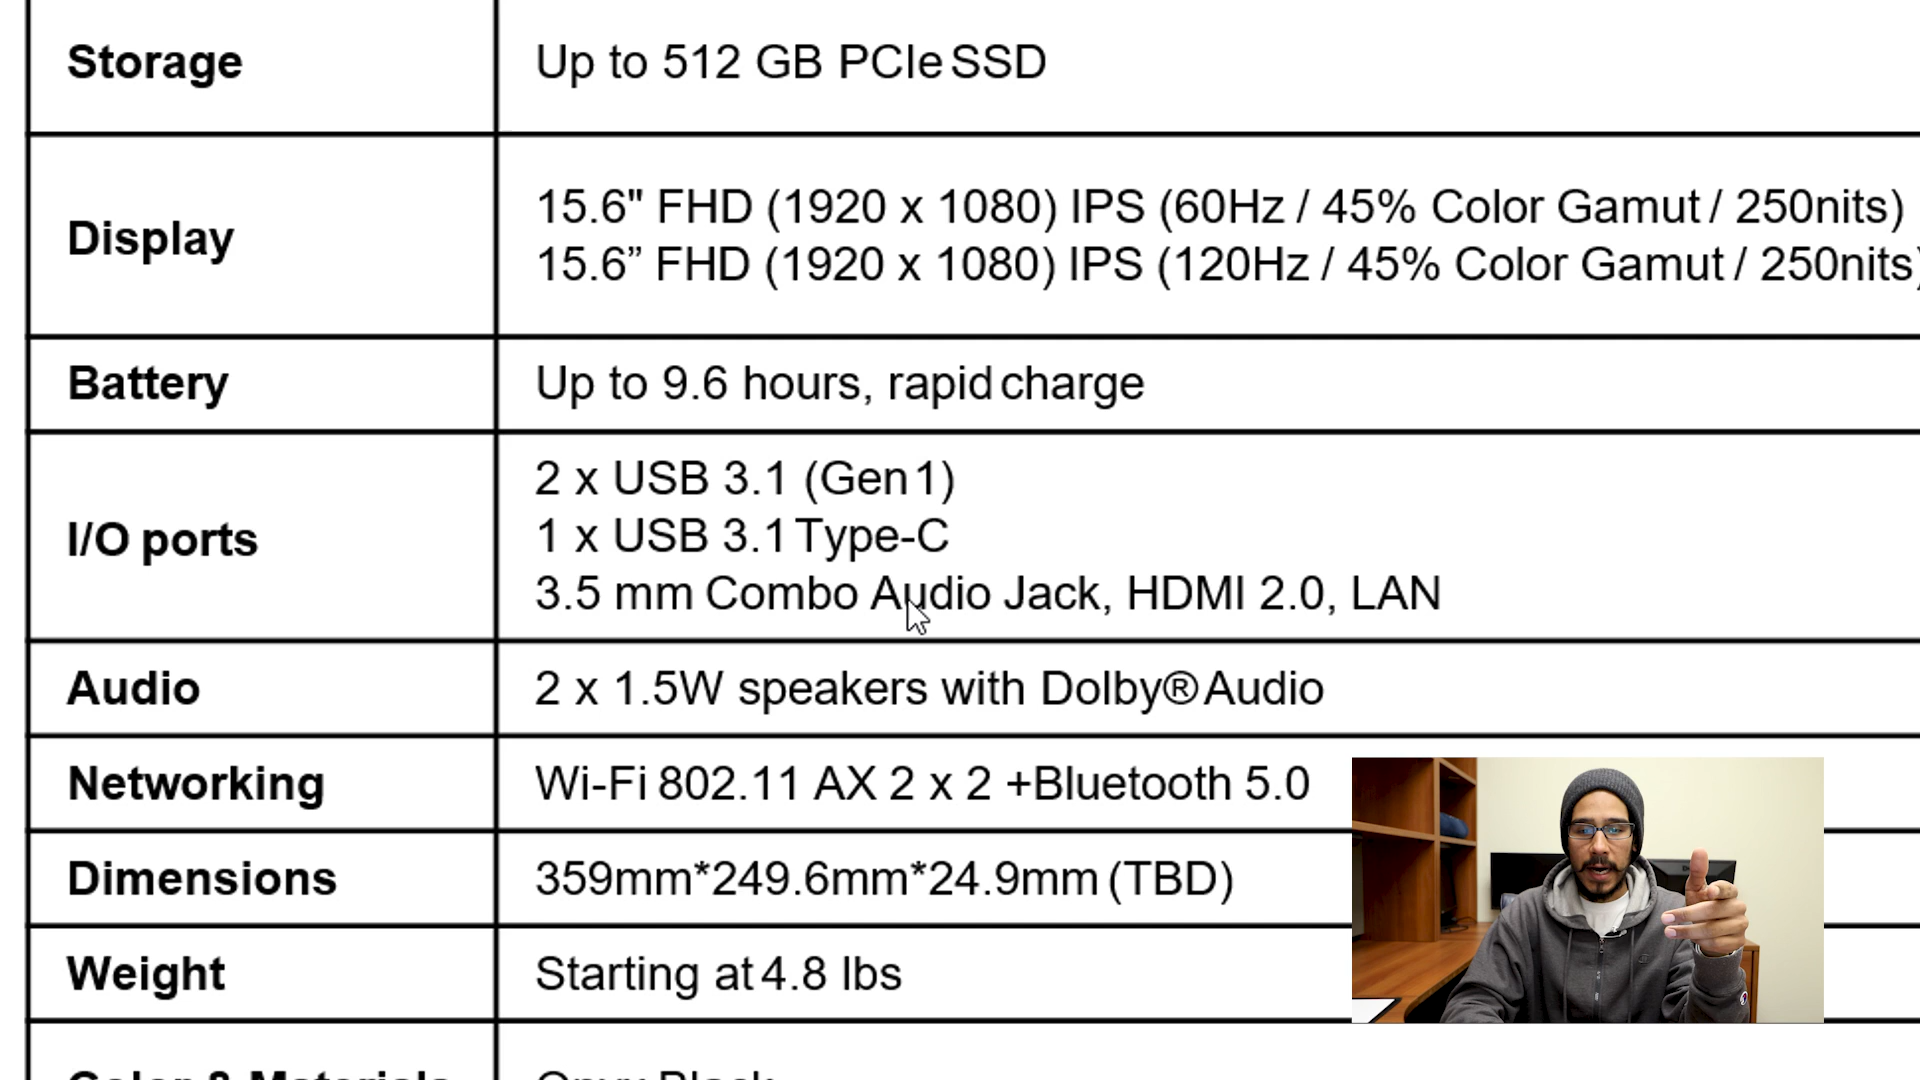 Storage
Up to 512 GB PCIe SSD
Display
15.6" FHD (1920 x 1080) IPS (60Hz / 45% Color Gamut / 250nits)
15.6” FHD (1920 x 1080) IPS (120Hz / 45% Color Gamut / 250nits)
Battery
Up to 9.6 hours, rapid charge
I/O ports
2 x USB 3.1 (Gen 1)
1 x USB 3.1 Type-C
3.5 mm Combo Audio Jack, HDMI 2.0, LAN
Audio
2 x 1.5W speakers with Dolby® Audio
Networking
Wi-Fi 802.11 AX 2 x 2 +Bluetooth 5.0
Dimensions
359mm*249.6mm*24.9mm (TBD)
Weight
Starting at 4.8 lbs
Color & Materials
Onyx Black